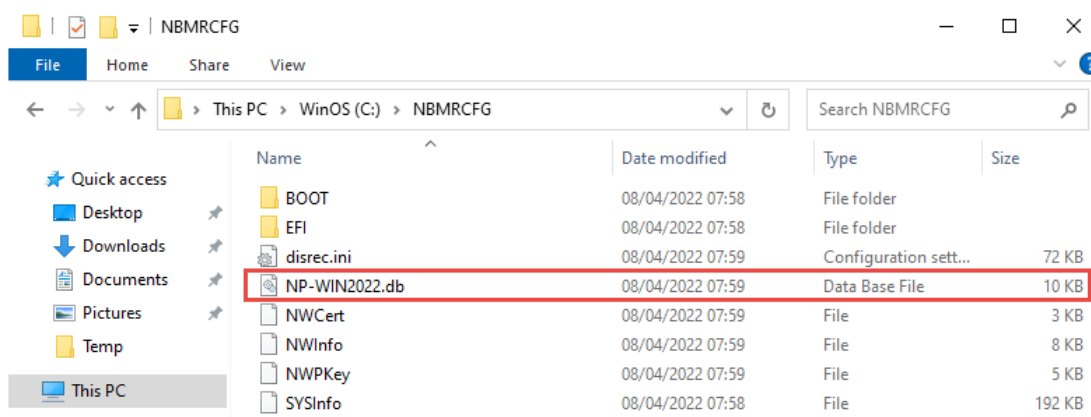 NBMRCFG
File Home Share View
This PC > WinOS (C:) > NBMRCFG Search NBMRCFG
Name Date modified Type Size
Quick access
Desktop
Downloads
Documents
Pictures
Temp
This PC
BOOT 08/04/2022 07:58 File folder
EFI 08/04/2022 07:58 File folder
disrec.ini 08/04/2022 07:59 Configuration sett... 72 KB
NP-WIN2022.db 08/04/2022 07:59 Data Base File 10 KB
NWCert 08/04/2022 07:59 File 3 KB
NWInfo 08/04/2022 07:59 File 8 KB
NWPKey 08/04/2022 07:59 File 5 KB
SYSInfo 08/04/2022 07:59 File 192 KB